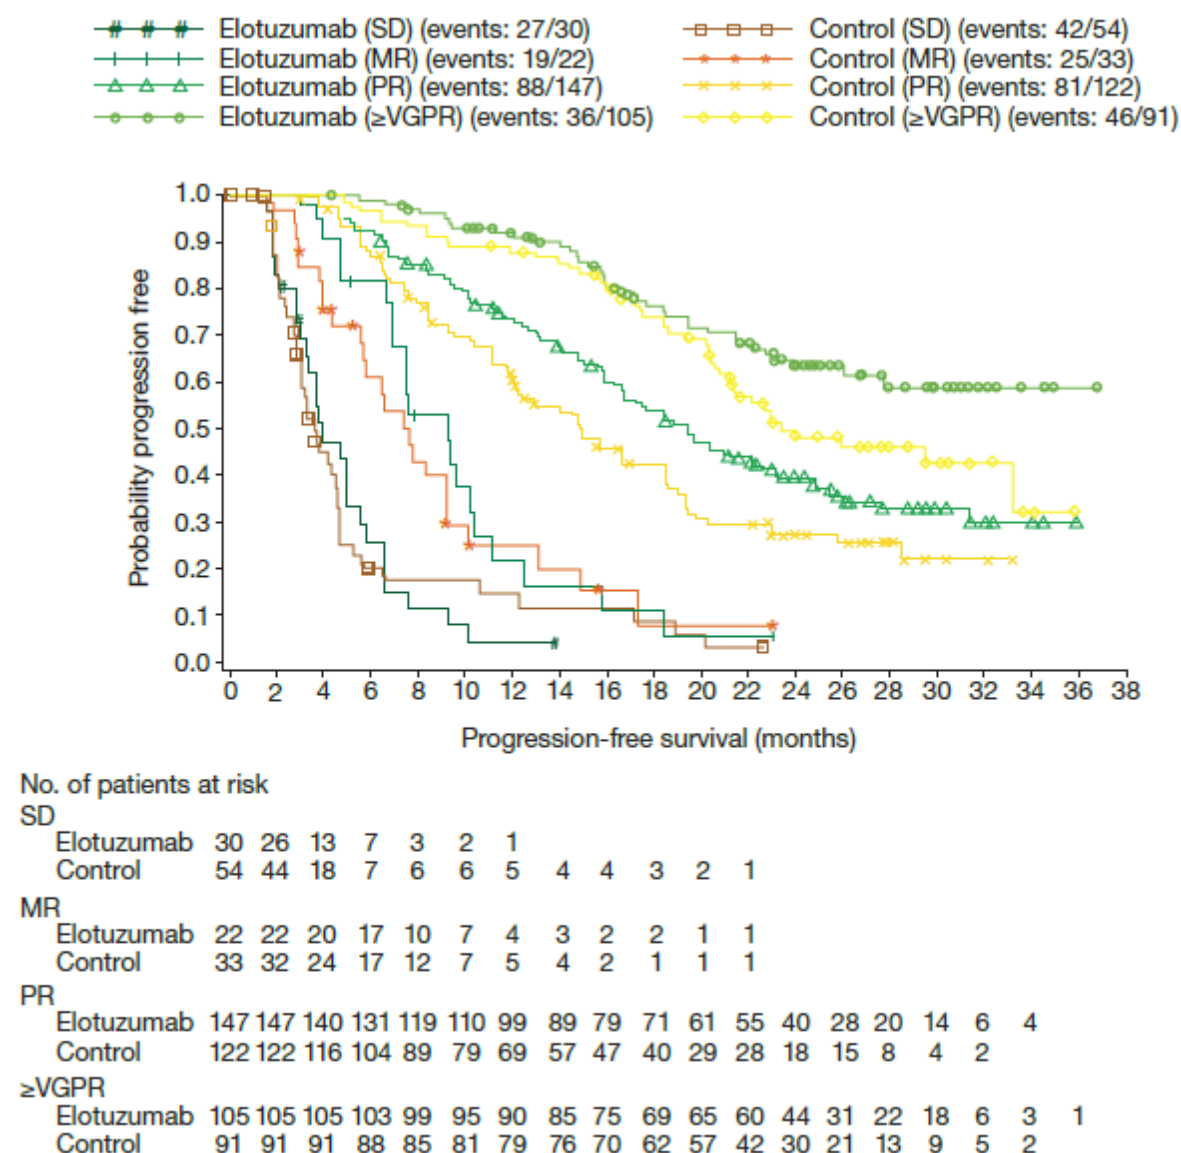 Elotuzumab (SD) (events: 27/30)
Elotuzumab (MR) (events: 19/22)
Elotuzumab (PR) (events: 88/147)
Elotuzumab (≥VGPR) (events: 36/105)
Control (SD) (events: 42/54)
Control (MR) (events: 25/33)
Control (PR) (events: 81/122)
Control (≥VGPR) (events: 46/91)
Probability progression free
1.0
0.9
0.8
0.7
0.6
0.5
0.4
0.3
0.2
0.1
0.0
0 2 4 6 8 10 12 14 16 18 20 22 24 26 28 30 32 34 36 38
Progression-free survival (months)
No. of patients at risk
SD
Elotuzumab 30 26 13 7 3 2 1
Control 54 44 18 7 6 6 5 4 4 3 2 1
MR
Elotuzumab 22 22 20 17 10 7 4 3 2 2 1 1
Control 33 32 24 17 12 7 5 4 2 1 1 1
PR
Elotuzumab 147 147 140 131 119 110 99 89 79 71 61 55 40 28 20 14 6 4
Control 122 122 116 104 89 79 69 57 47 40 29 28 18 15 8 4 2
≥VGPR
Elotuzumab 105 105 105 103 99 95 90 85 75 69 65 60 44 31 22 18 6 3 1
Control 91 91 91 88 85 81 79 76 70 62 57 42 30 21 13 9 5 2